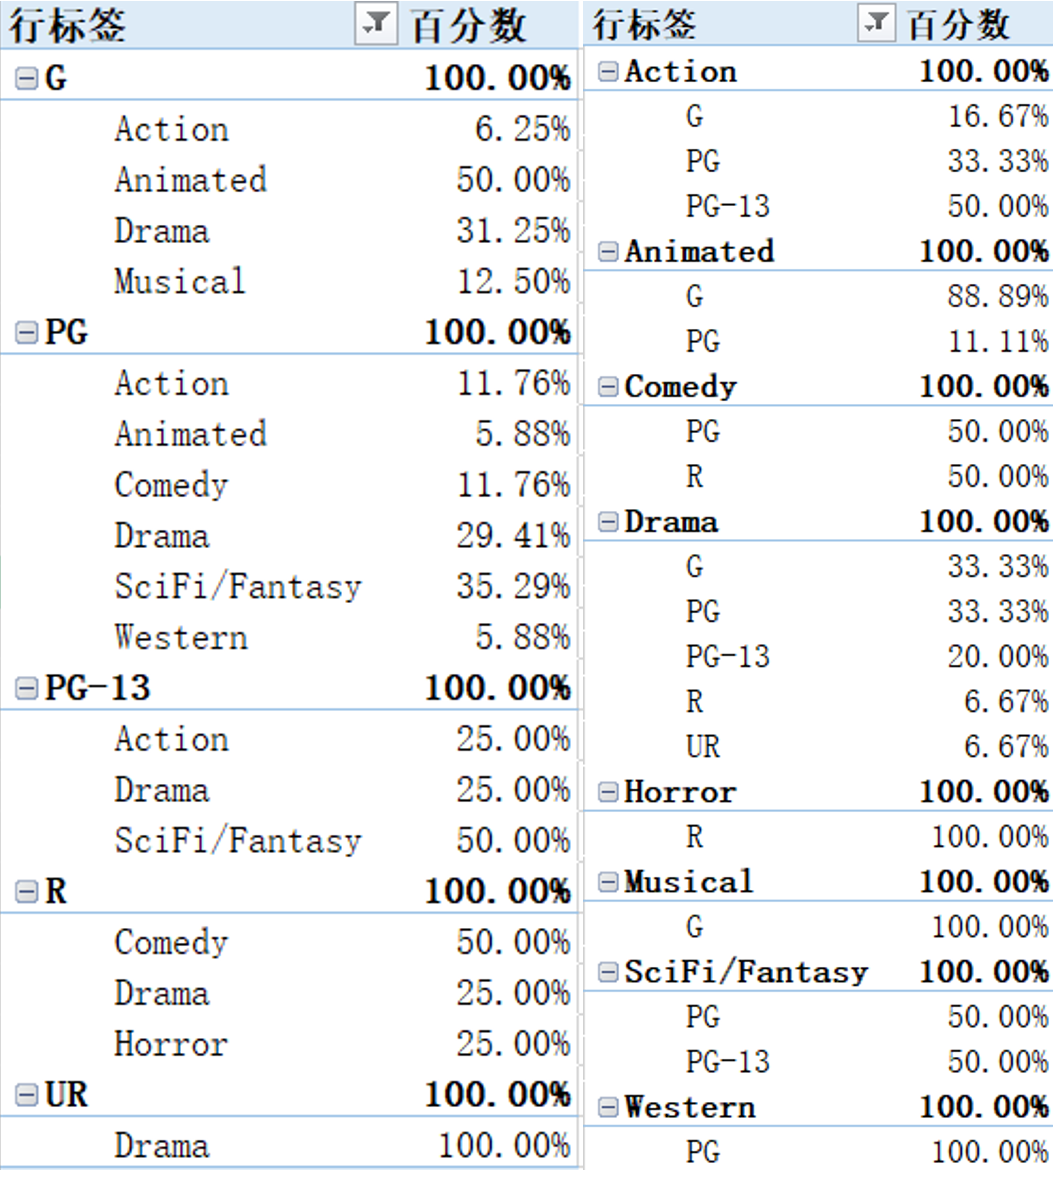 行标签 百分数
G 100.00%
Action 6.25%
Animated 50.00%
Drama 31.25%
Musical 12.50%
PG 100.00%
Action 11.76%
Animated 5.88%
Comedy 11.76%
Drama 29.41%
SciFi/Fantasy 35.29%
Western 5.88%
PG-13 100.00%
Action 25.00%
Drama 25.00%
SciFi/Fantasy 50.00%
R 100.00%
Comedy 50.00%
Drama 25.00%
Horror 25.00%
UR 100.00%
Drama 100.00%
行标签 百分数
Action 100.00%
G 16.67%
PG 33.33%
PG-13 50.00%
Animated 100.00%
G 88.89%
PG 11.11%
Comedy 100.00%
PG 50.00%
R 50.00%
Drama 100.00%
G 33.33%
PG 33.33%
PG-13 20.00%
R 6.67%
UR 6.67%
Horror 100.00%
R 100.00%
Musical 100.00%
G 100.00%
SciFi/Fantasy 100.00%
PG 50.00%
PG-13 50.00%
Western 100.00%
PG 100.00%